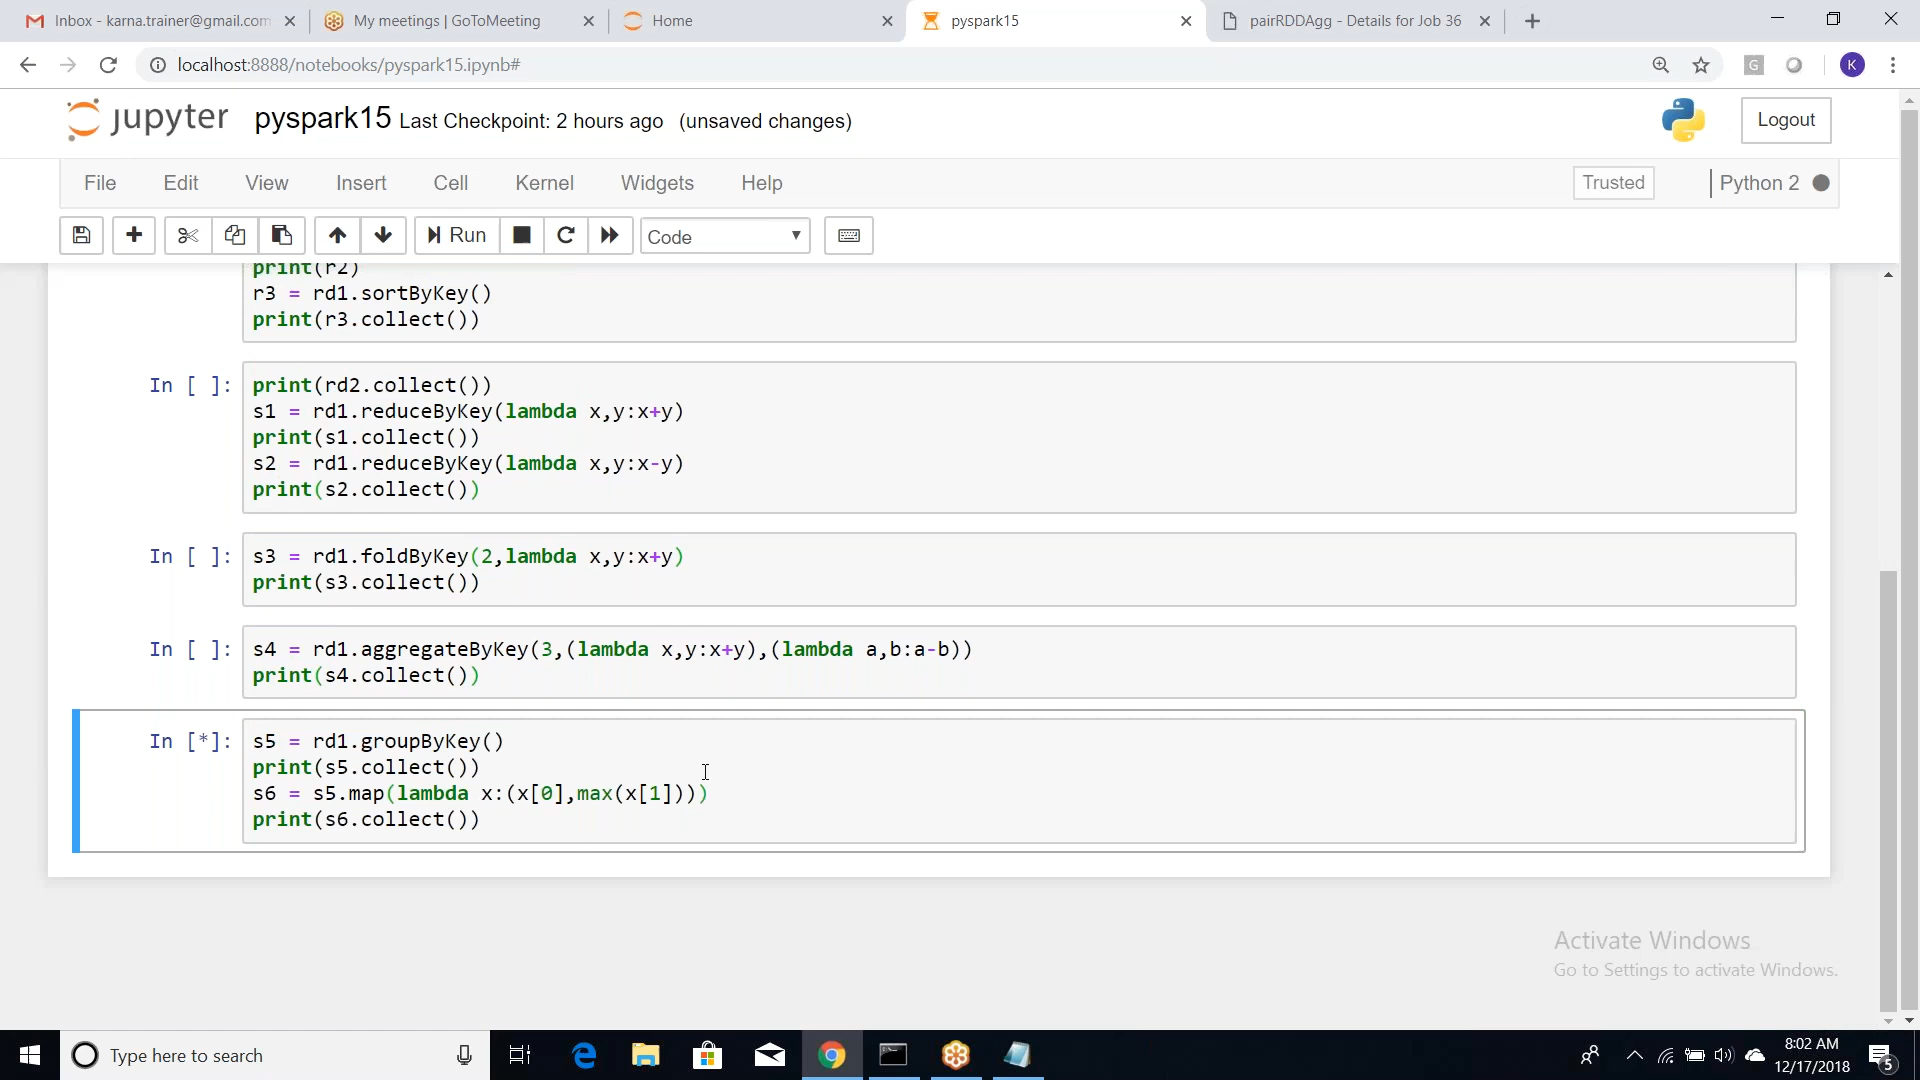 Inbox - karna.trainer@gmail.com
My meetings | GoToMeeting
Home
pyspark15
pairRDDAgg - Details for Job 36
localhost:8888/notebooks/pyspark15.ipynb#
G
K
jupyter pyspark15 Last Checkpoint: 2 hours ago (unsaved changes)
Logout
File Edit View Insert Cell Kernel Widgets Help
Trusted
Python 2
Run
Code
print(r2)
r3 = rd1.sortByKey()
print(r3.collect())
In [ ]: print(rd2.collect())
s1 = rd1.reduceByKey(lambda x,y:x+y)
print(s1.collect())
s2 = rd1.reduceByKey(lambda x,y:x-y)
print(s2.collect())
In [ ]: s3 = rd1.foldByKey(2,lambda x,y:x+y)
print(s3.collect())
In [ ]: s4 = rd1.aggregateByKey(3,(lambda x,y:x+y),(lambda a,b:a-b))
print(s4.collect())
In [*]: s5 = rd1.groupByKey()
print(s5.collect())
s6 = s5.map(lambda x:(x[0],max(x[1])))
print(s6.collect())
Activate Windows
Go to Settings to activate Windows.
Type here to search
8:02 AM
12/17/2018
5